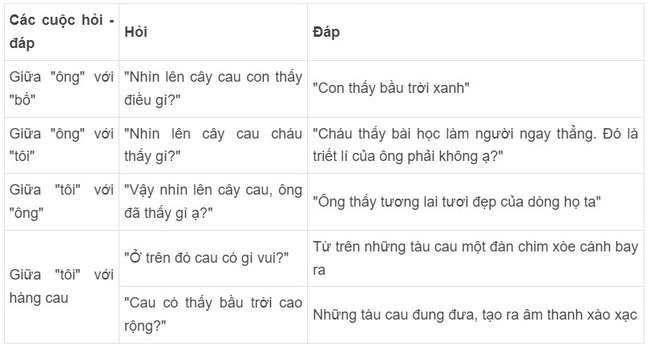 Các cuộc hỏi - Hỏi Đáp
đáp
Giữa "ông" với "Nhìn lên cây cau con thấy "Con thấy bầu trời xanh"
"bố" điều gì?"
Giữa "ông" với "Nhìn lên cây cau cháu "Cháu thấy bài học làm người ngay thẳng. Đó là
"tôi" thấy gì?" triết lí của ông phải không ạ?"
Giữa "tôi" với "Vậy nhìn lên cây cau, ông "Ông thấy tương lai tươi đẹp của dòng họ ta"
"ông" đã thấy gì ạ?"
Giữa "tôi" với "Ở trên đó cau có gì vui?" Từ trên những tàu cau một đàn chim xòe cánh bay
hàng cau ra
"Cau có thấy bầu trời cao Những tàu cau đung đưa, tạo ra âm thanh xào xạc
rộng?"